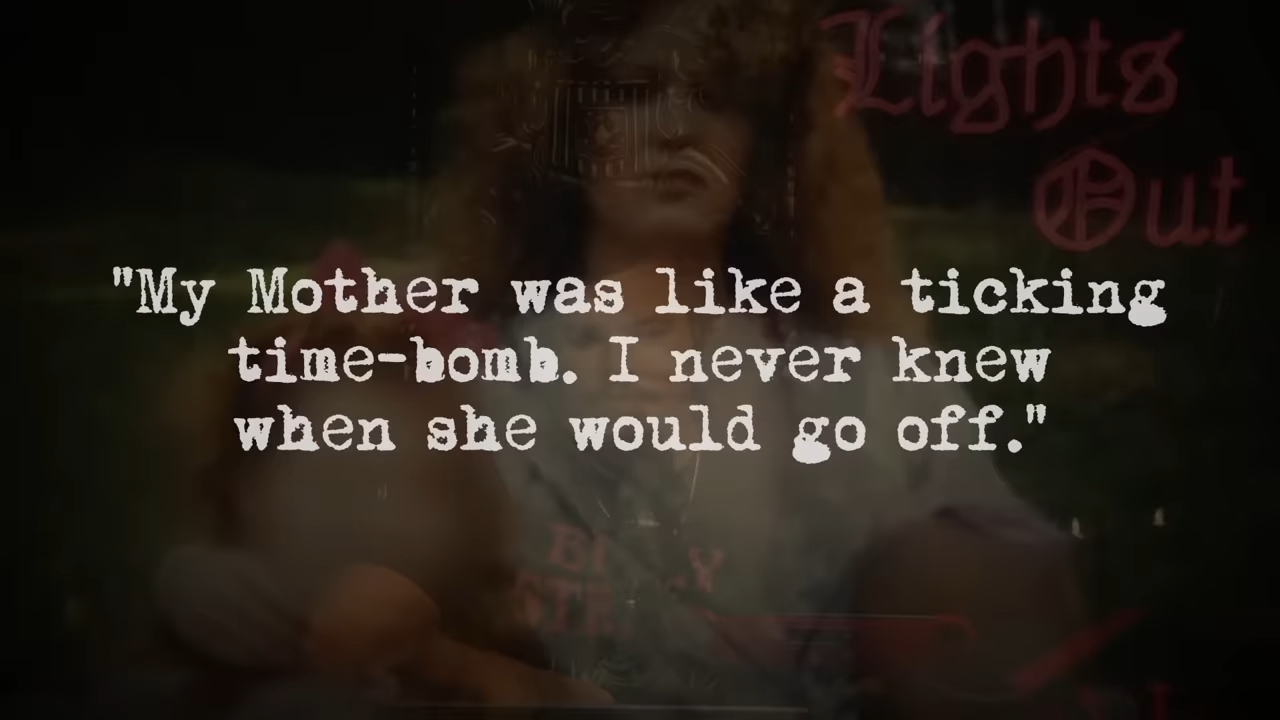 Lights
Out
"My Mother was like a ticking
time-bomb. I never knew
when she would go off."